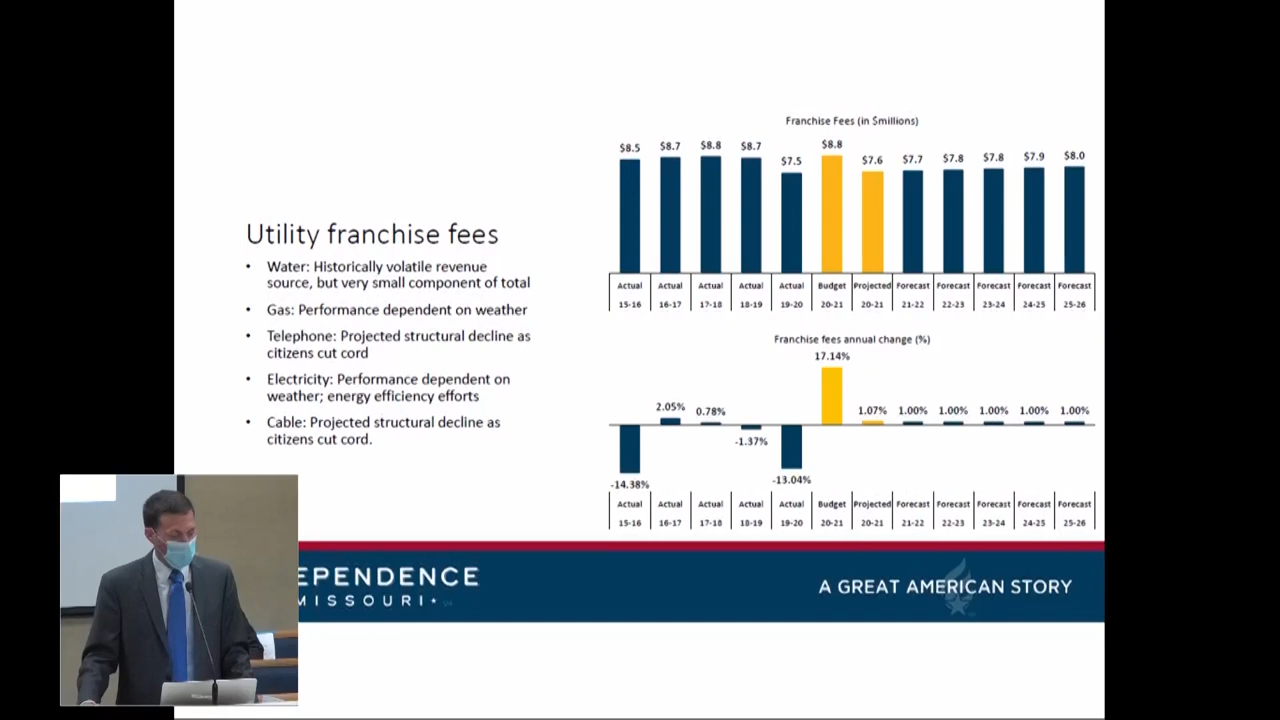 Utility franchise fees
• Water: Historically volatile revenue
source, but very small component of total
• Gas: Performance dependent on weather
• Telephone: Projected structural decline as
citizens cut cord
• Electricity: Performance dependent on
weather; energy efficiency efforts
• Cable: Projected structural decline as
citizens cut cord.
Franchise Fees (in $millions)
$8.5 $8.7 $8.8 $8.7 $7.5 $8.8 $7.6 $7.7 $7.8 $7.8 $7.9 $8.0
Actual Actual Actual Actual Actual Budget Projected Forecast Forecast Forecast Forecast Forecast
15-16 16-17 17-18 18-19 19-20 20-21 20-21 21-22 22-23 23-24 24-25 25-26
Franchise fees annual change (%)
-14.38% 2.05% 0.78% -1.37% -13.04% 17.14% 1.07% 1.00% 1.00% 1.00% 1.00% 1.00%
Actual Actual Actual Actual Actual Budget Projected Forecast Forecast Forecast Forecast Forecast
15-16 16-17 17-18 18-19 19-20 20-21 20-21 21-22 22-23 23-24 24-25 25-26
EPENDENCE
MISSOURI
A GREAT AMERICAN STORY